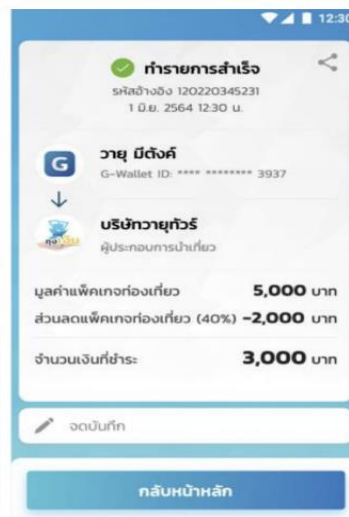 12:30
ทำรายการสำเร็จ
รหัสอ้างอิง 120220345231
1 มิ.ย. 2564 12:30 น.
G
วายุ มีตังค์
G-Wallet ID: **** ******** 3937
ถุงเงิน
บริษัทวายุทัวร์
ผู้ประกอบการนำเที่ยว
มูลค่าแพ็คเกจท่องเที่ยว 5,000 บาท
ส่วนลดแพ็คเกจท่องเที่ยว (40%) -2,000 บาท
จำนวนเงินที่ชำระ 3,000 บาท
จดบันทึก
กลับหน้าหลัก